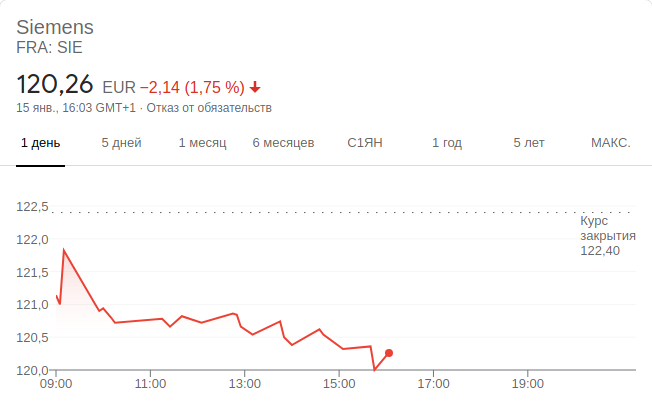 Siemens
FRA: SIE
120,26 EUR −2,14 (1,75 %)
15 янв., 16:03 GMT+1 · Отказ от обязательств
1 день 5 дней 1 месяц 6 месяцев С1ЯН 1 год 5 лет МАКС.
122,5
Курс
122,0
закрытия
122,40
121,5
121,0
120,5
120,0
09:00 11:00 13:00 15:00 17:00 19:00